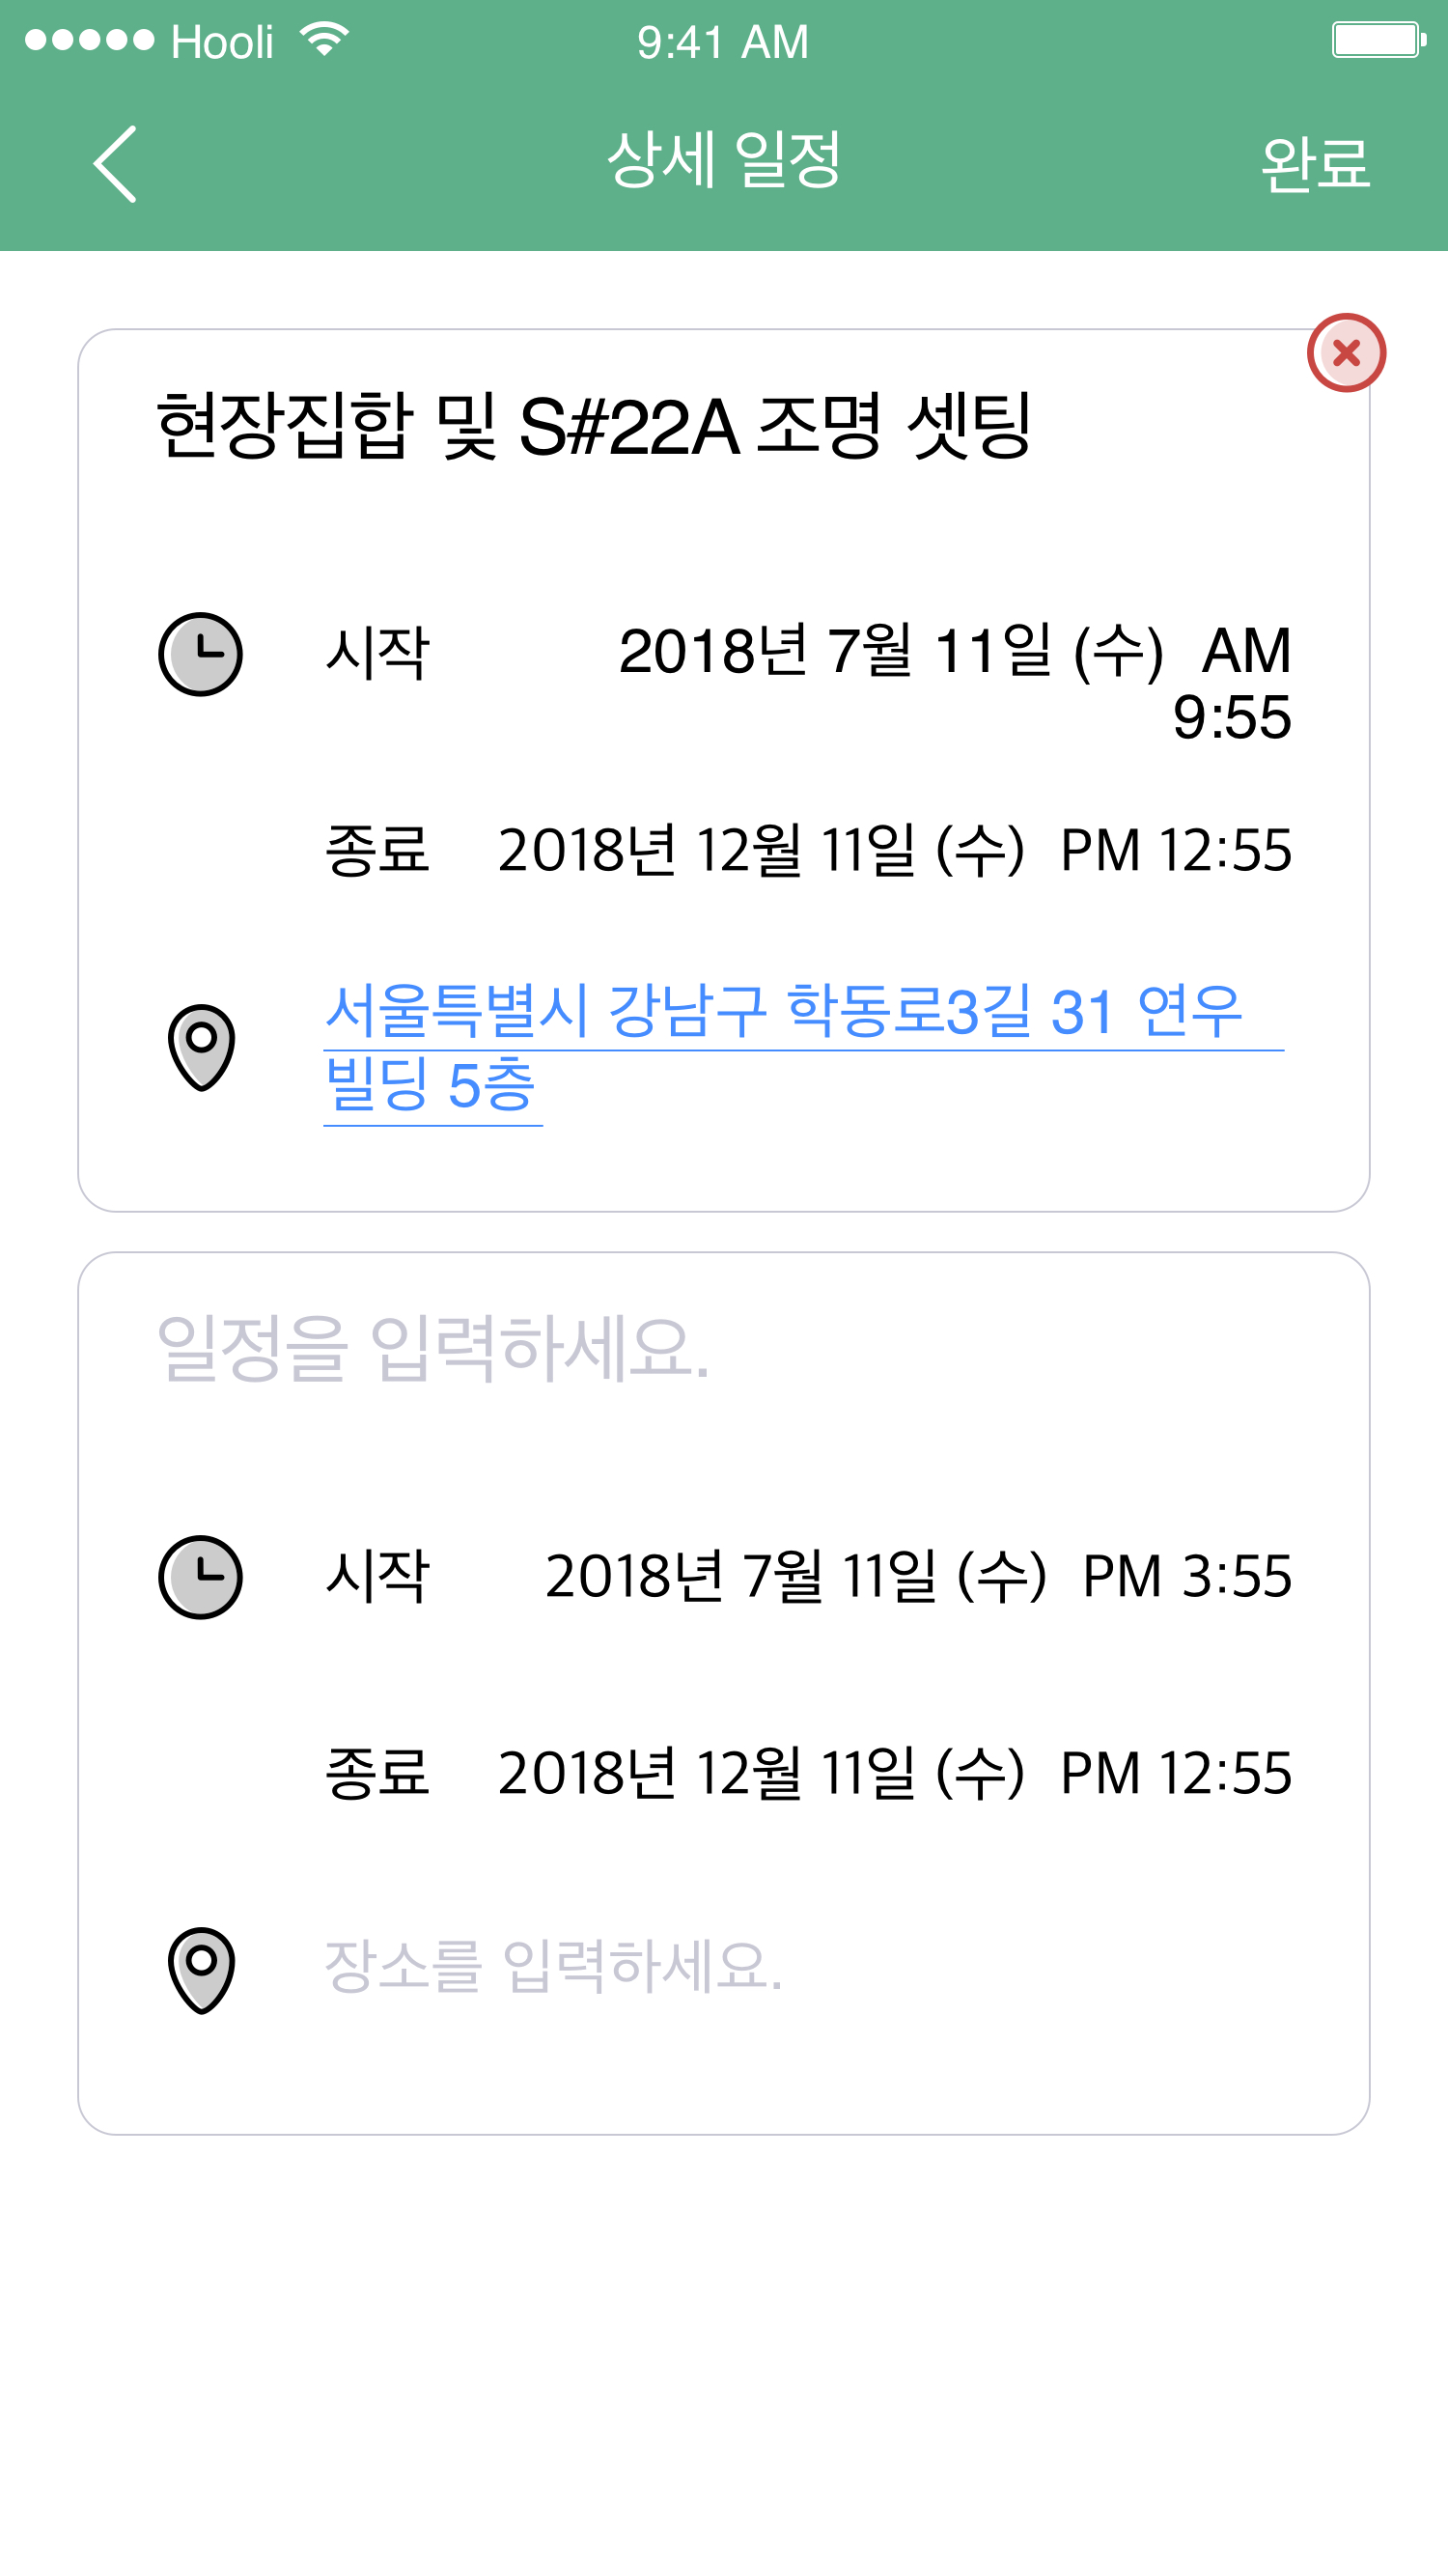 Hooli 9:41 AM
상세 일정 완료
현장집합 및 S#22A 조명 셋팅
시작 2018년 7월 11일 (수) AM
9:55
종료 2018년 12월 11일 (수) PM 12:55
서울특별시 강남구 학동로3길 31 연우
빌딩 5층
일정을 입력하세요.
시작 2018년 7월 11일 (수) PM 3:55
종료 2018년 12월 11일 (수) PM 12:55
장소를 입력하세요.